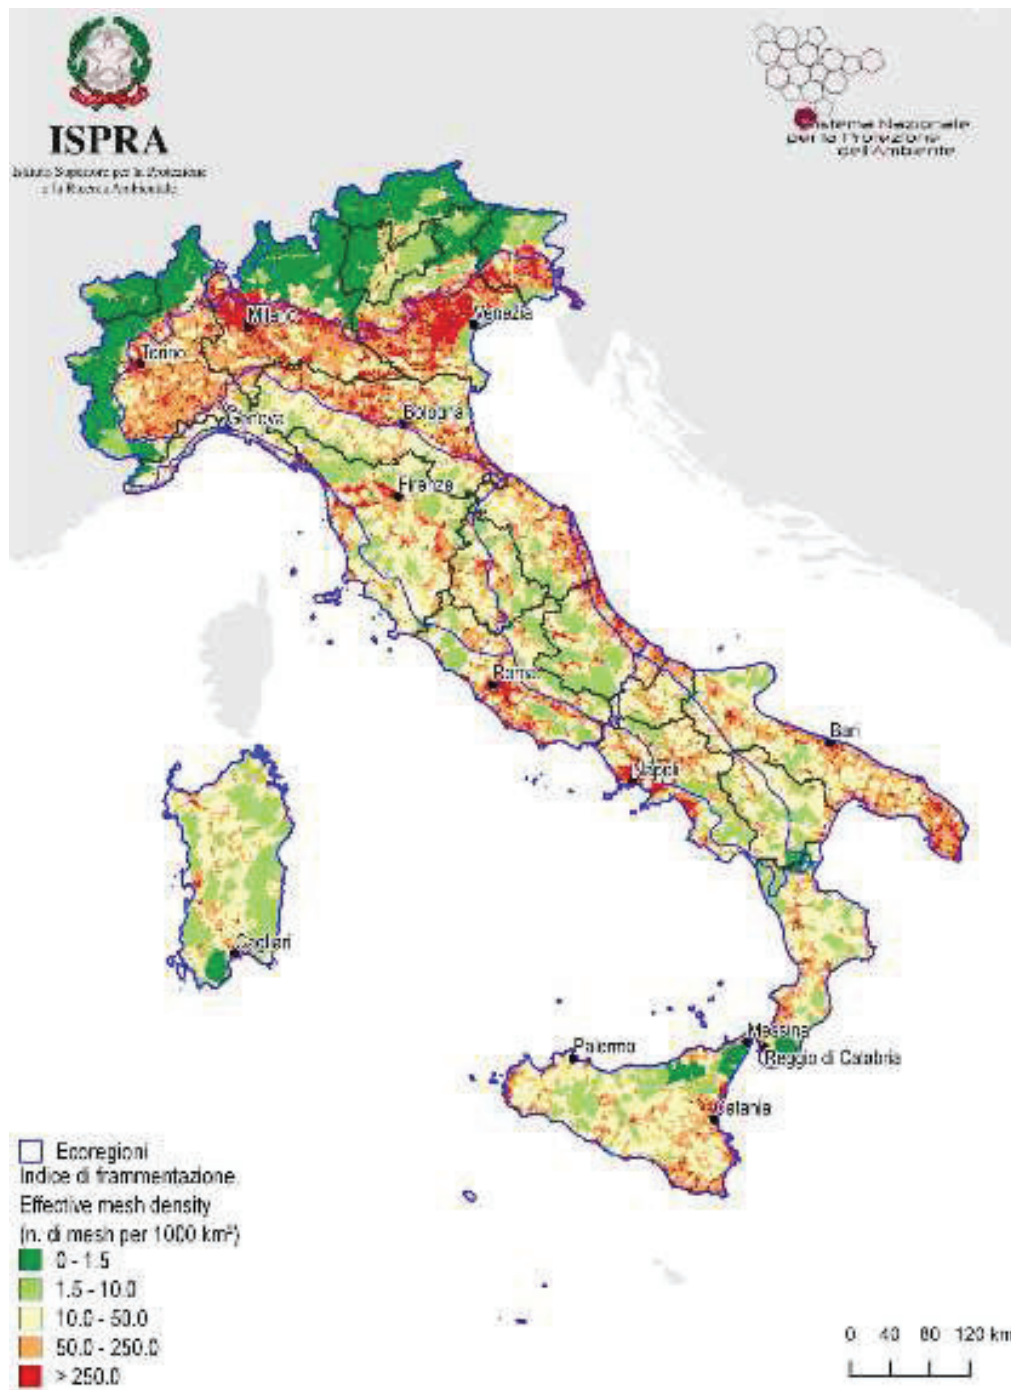 ISPRA
Istituto Superiore per la Protezione
e la Ricerca Ambientale
Sistema Nazionale
per la Protezione
dell'Ambiente
Milano
Venezia
Torino
Bologna
Genova
Firenze
Roma
Bari
Napoli
Cagliari
Messina
Palermo
Reggio di Calabria
Catania
Ecoregioni
Indice di frammentazione
Effective mesh density
(n. di mesh per 1000 km²)
0 - 1.5
1.5 - 10.0
10.0 - 50.0
50.0 - 250.0
> 250.0
0 40 80 120 km